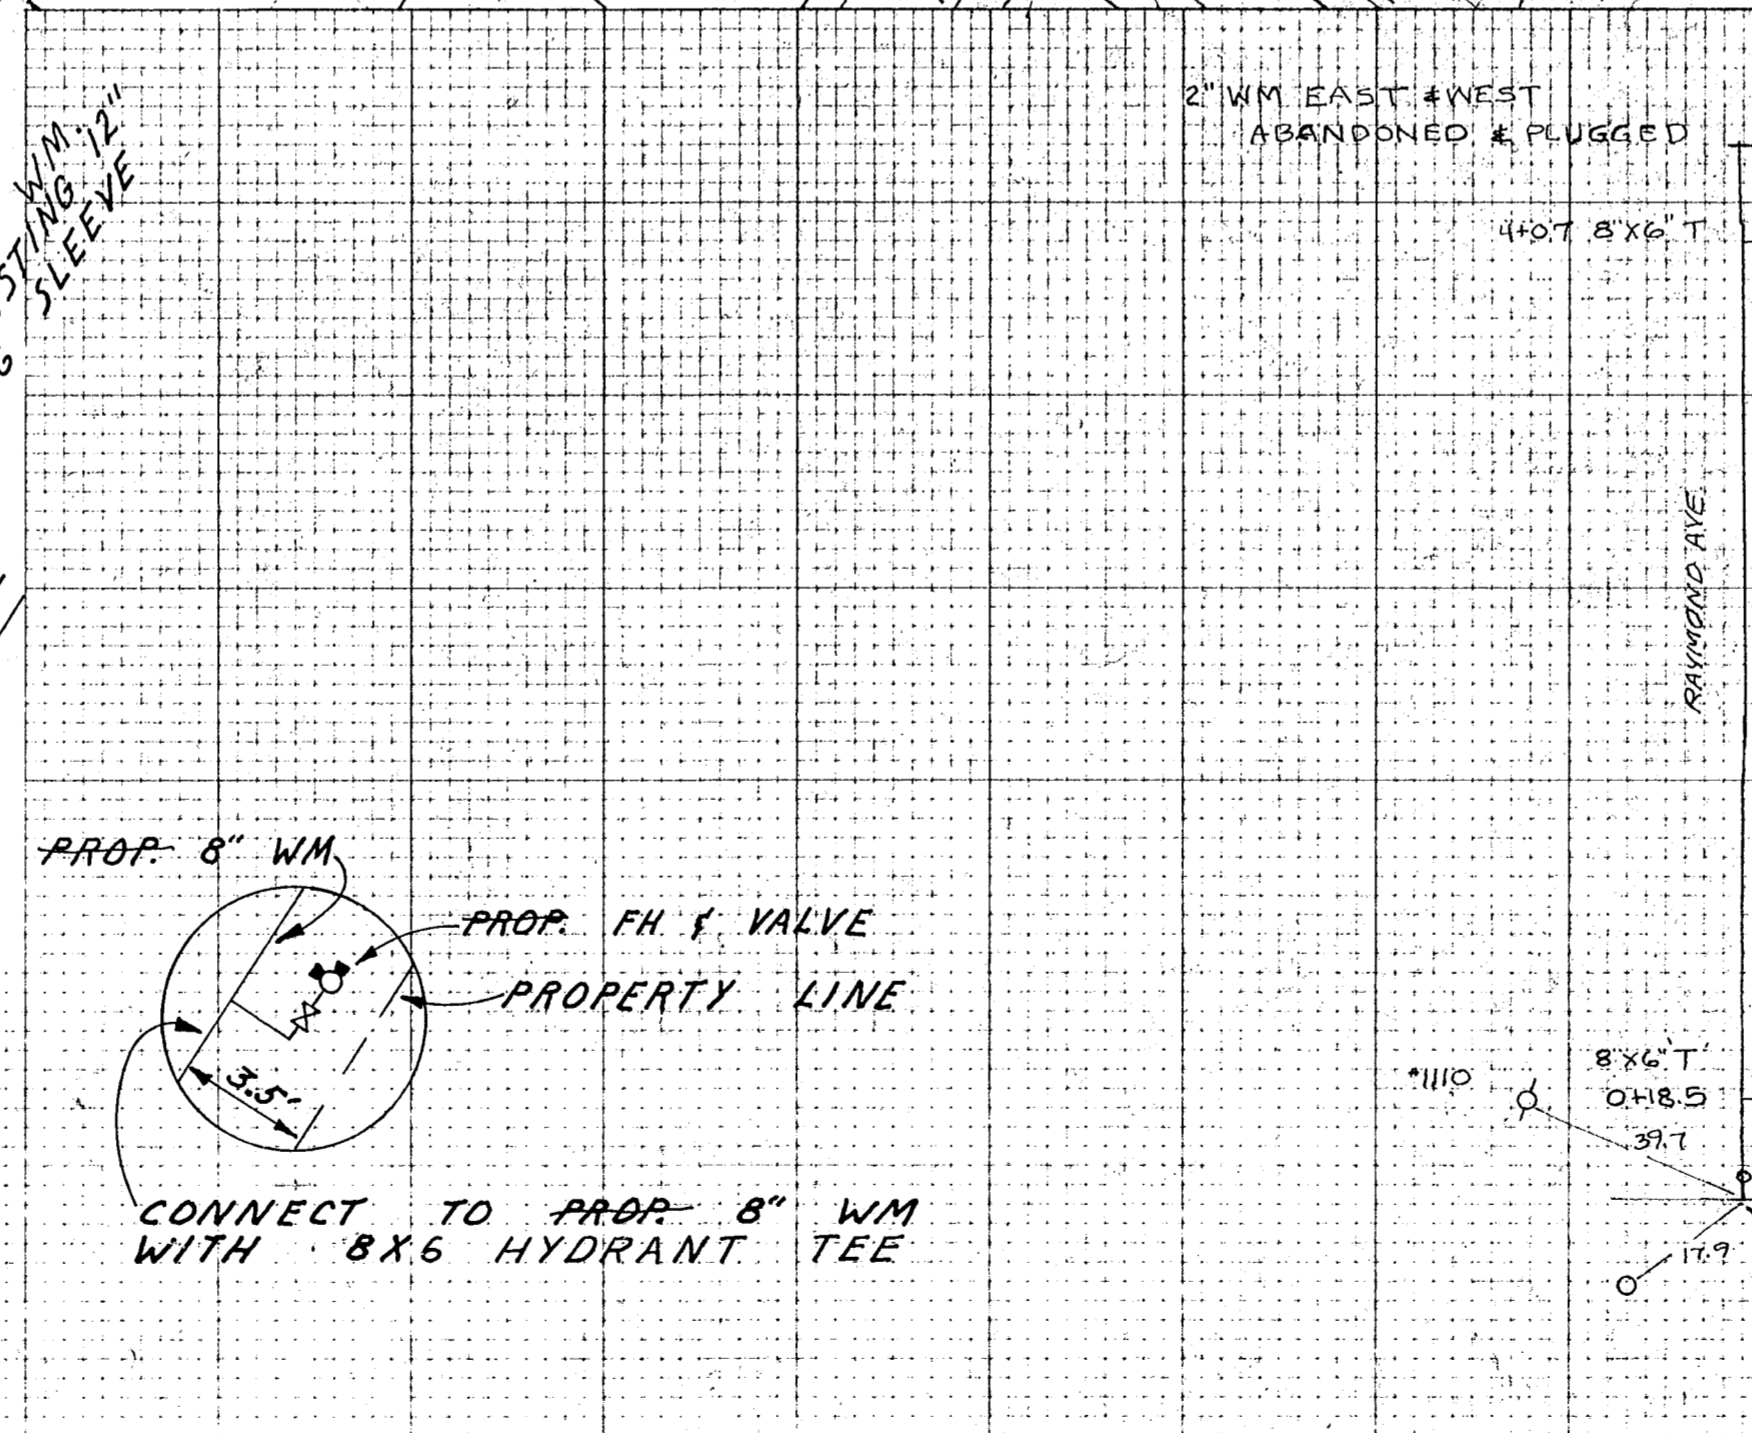 WM 12"
STING
SLEEVE
2" WM EAST & WEST
ABANDONED & PLUGGED
4+07 8"X6" T
RAYMOND AVE.
PROP. 8" WM
PROP. FH & VALVE
PROPERTY LINE
3.5'
CONNECT TO PROP. 8" WM
WITH 8X6 HYDRANT TEE
#1110
8"X6" T
0+18.5
39.7
17.9